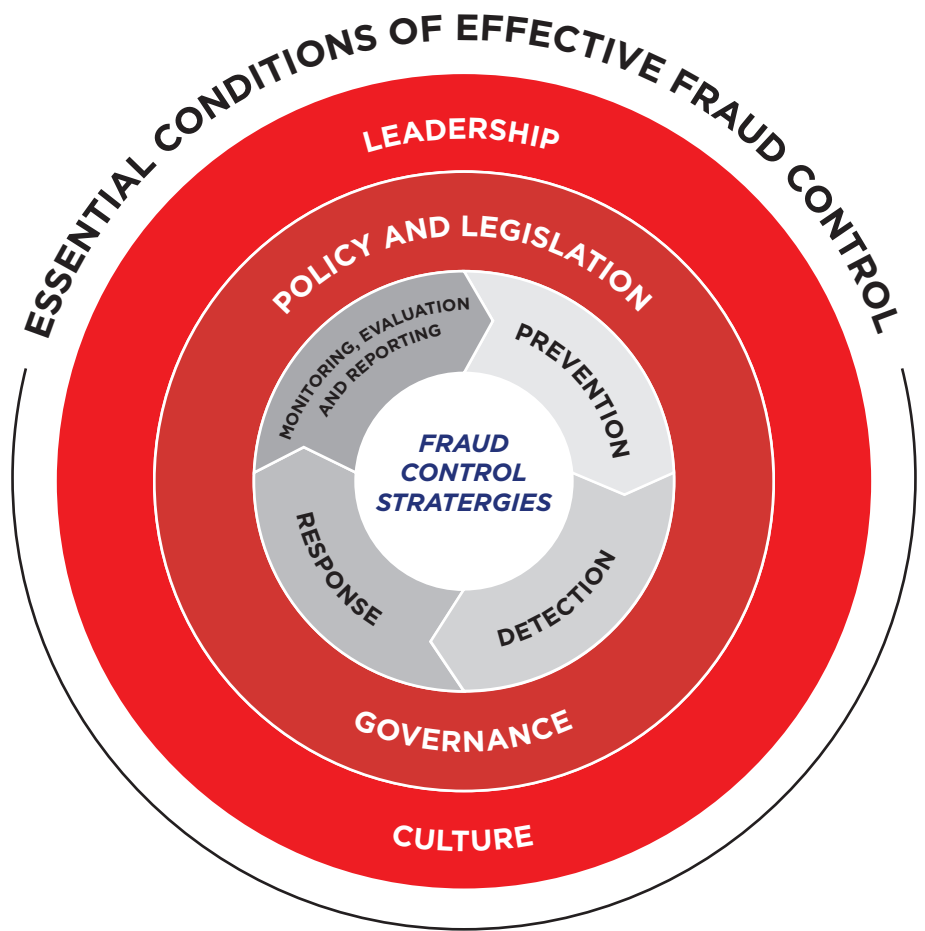 ESSENTIAL CONDITIONS OF EFFECTIVE FRAUD CONTROL
LEADERSHIP
POLICY AND LEGISLATION
MONITORING, EVALUATION
AND REPORTING
PREVENTION
FRAUD
CONTROL
STRATERGIES
RESPONSE
DETECTION
GOVERNANCE
CULTURE